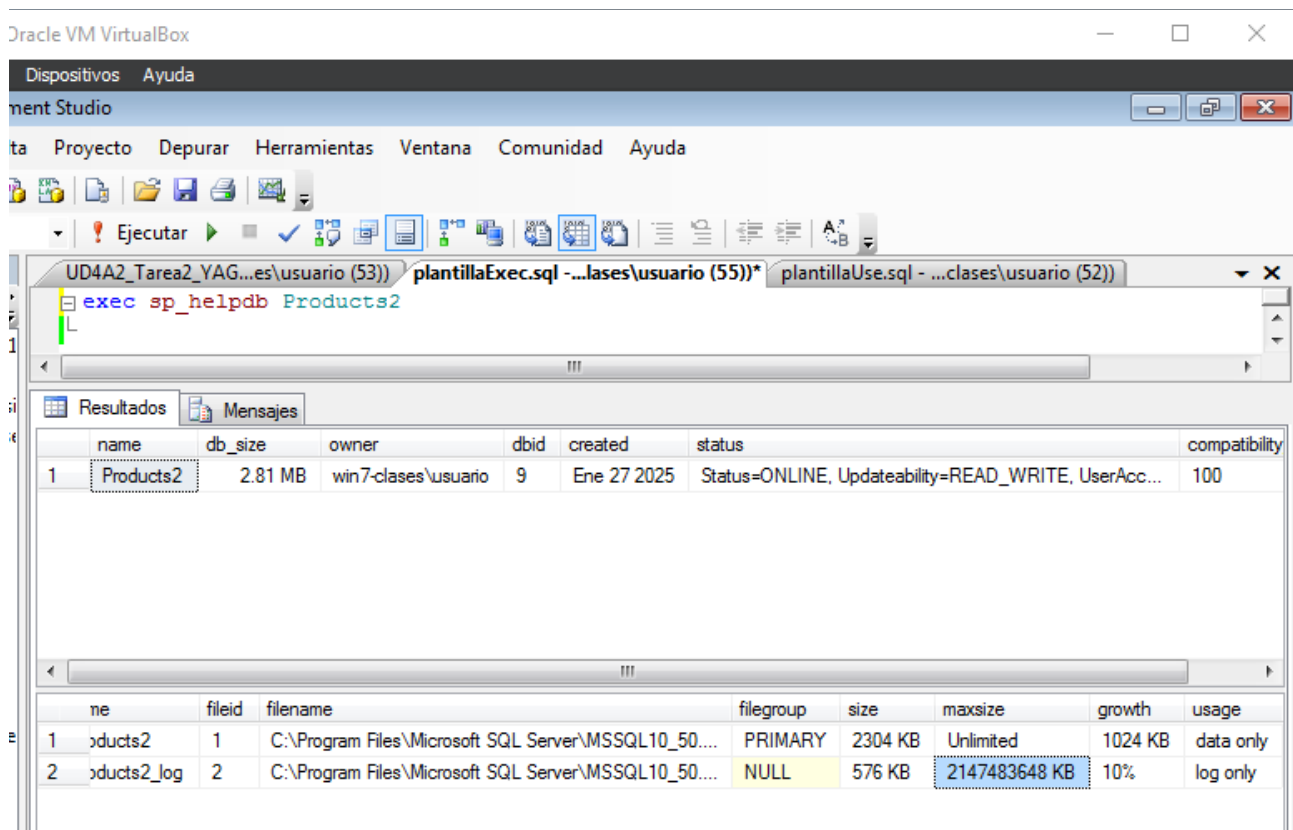 Oracle VM VirtualBox
Dispositivos Ayuda
ment Studio
lta Proyecto Depurar Herramientas Ventana Comunidad Ayuda
Ejecutar
UD4A2_Tarea2_YAG...es\usuario (53)) plantillaExec.sql -...lases\usuario (55))* plantillaUse.sql - ...clases\usuario (52))
exec sp_helpdb Products2
Resultados Mensajes
name db_size owner dbid created status compatibility
1 Products2 2.81 MB win7-clases\usuario 9 Ene 27 2025 Status=ONLINE, Updateability=READ_WRITE, UserAcc... 100
me fileid filename filegroup size maxsize growth usage
1 oducts2 1 C:\Program Files\Microsoft SQL Server\MSSQL10_50.... PRIMARY 2304 KB Unlimited 1024 KB data only
2 oducts2_log 2 C:\Program Files\Microsoft SQL Server\MSSQL10_50.... NULL 576 KB 2147483648 KB 10% log only